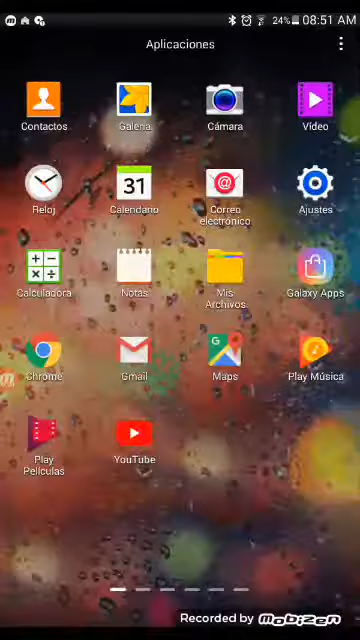 24% 08:51 AM
Aplicaciones
Contactos
Galería
Cámara
Vídeo
Reloj
31
Calendario
@
Correo
electrónico
Ajustes
Calculadora
Notas
Mis
Archivos
Galaxy Apps
Chrome
Gmail
G
Maps
Play Música
Play
Películas
YouTube
Recorded by Mobizen